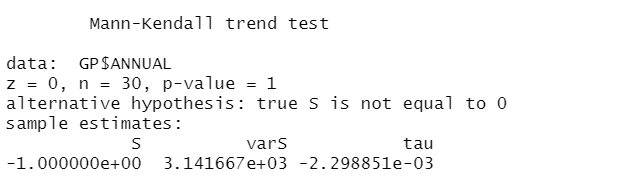 Mann-Kendall trend test
data:  GP$ANNUAL
z = 0, n = 30, p-value = 1
alternative hypothesis: true S is not equal to 0
sample estimates:
S varS tau
-1.000000e+00 3.141667e+03 -2.298851e-03